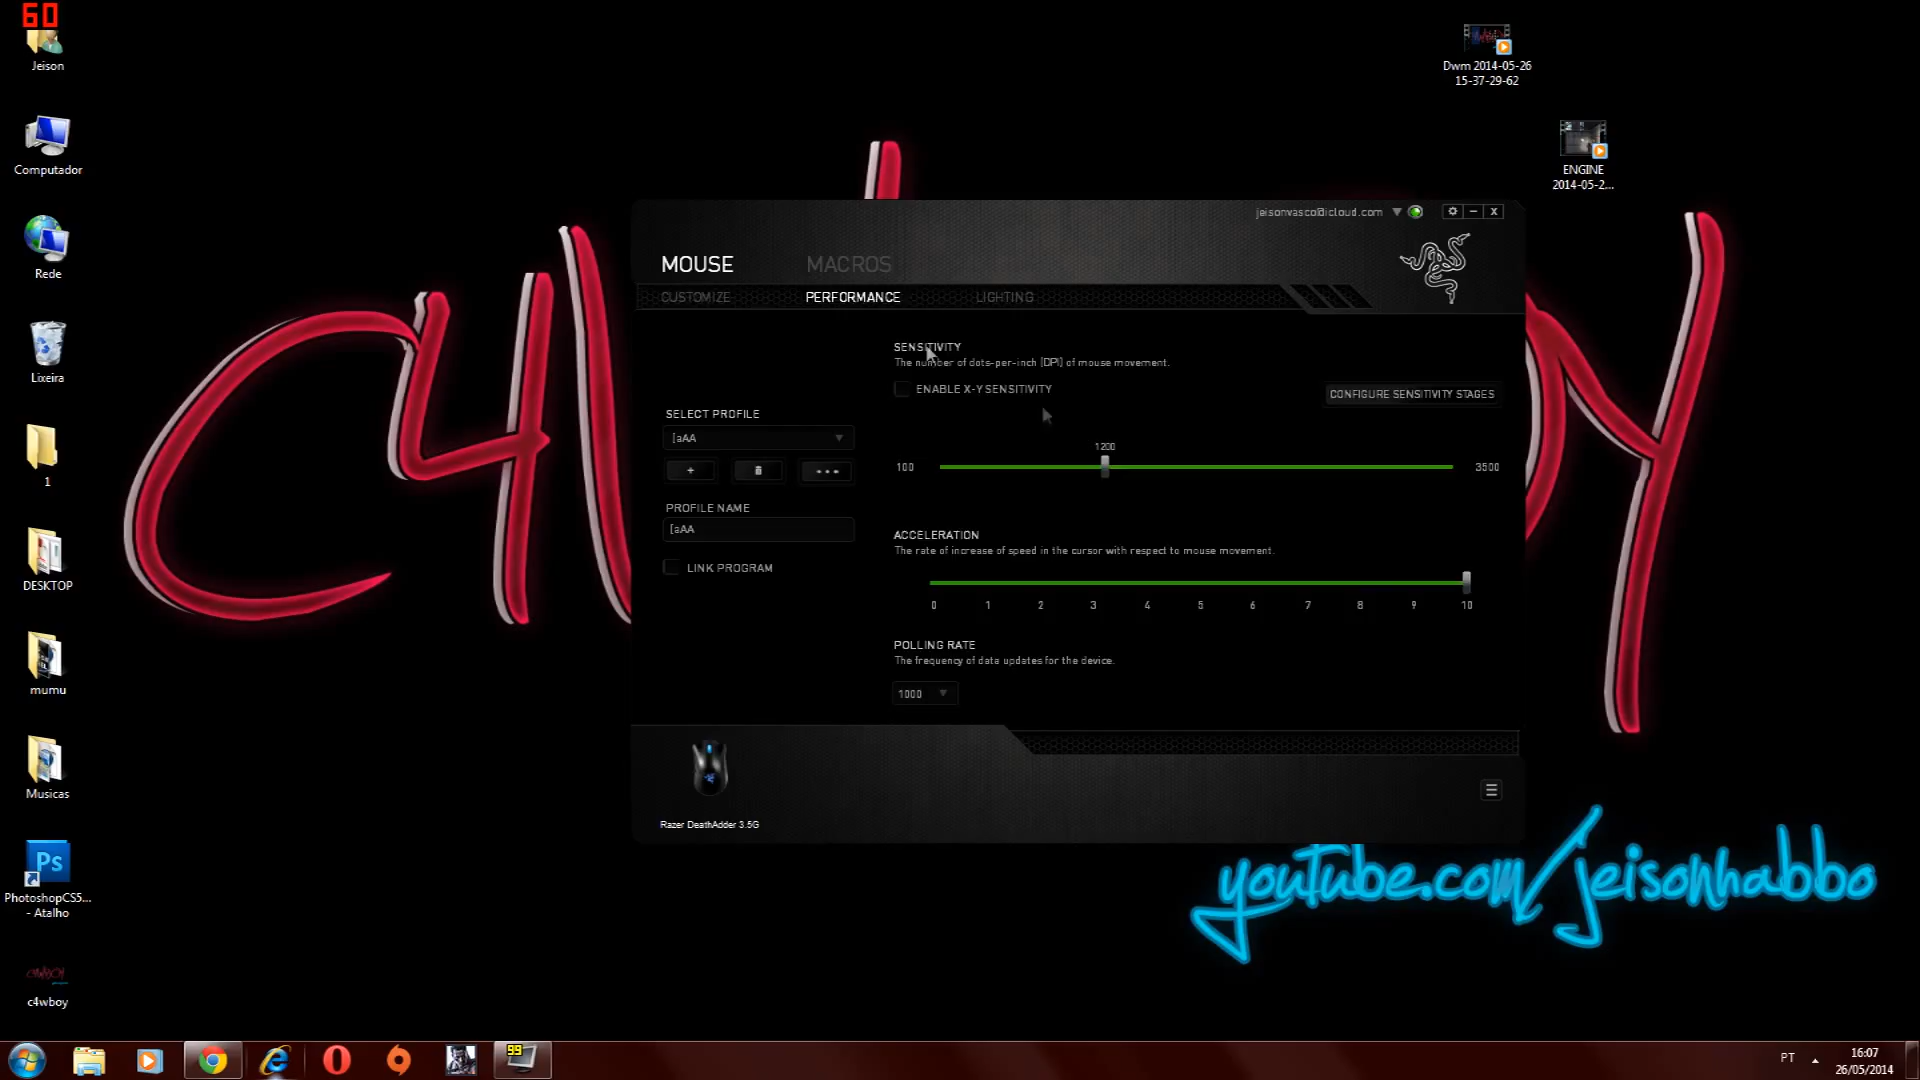 60
Jeison
Computador
Rede
Lixeira
1
DESKTOP
mumu
Musicas
Ps
PhotoshopCS5...
- Atalho
c4wboy
Dwm 2014-05-26
15-37-29-62
ENGINE
2014-05-2...
jeisonvasco@icloud.com
X
MOUSE
MACROS
CUSTOMIZE
PERFORMANCE
LIGHTING
SELECT PROFILE
[aAA
+
...
PROFILE NAME
[aAA
LINK PROGRAM
SENSITIVITY
The number of dots-per-inch [DPI] of mouse movement.
ENABLE X-Y SENSITIVITY
CONFIGURE SENSITIVITY STAGES
1200
100
3500
ACCELERATION
The rate of increase of speed in the cursor with respect to mouse movement.
0 1 2 3 4 5 6 7 8 9 10
POLLING RATE
The frequency of data updates for the device.
1000
Razer DeathAdder 3.5G
youtube.com/jeisonhabbo
99
PT
16:07
26/05/2014